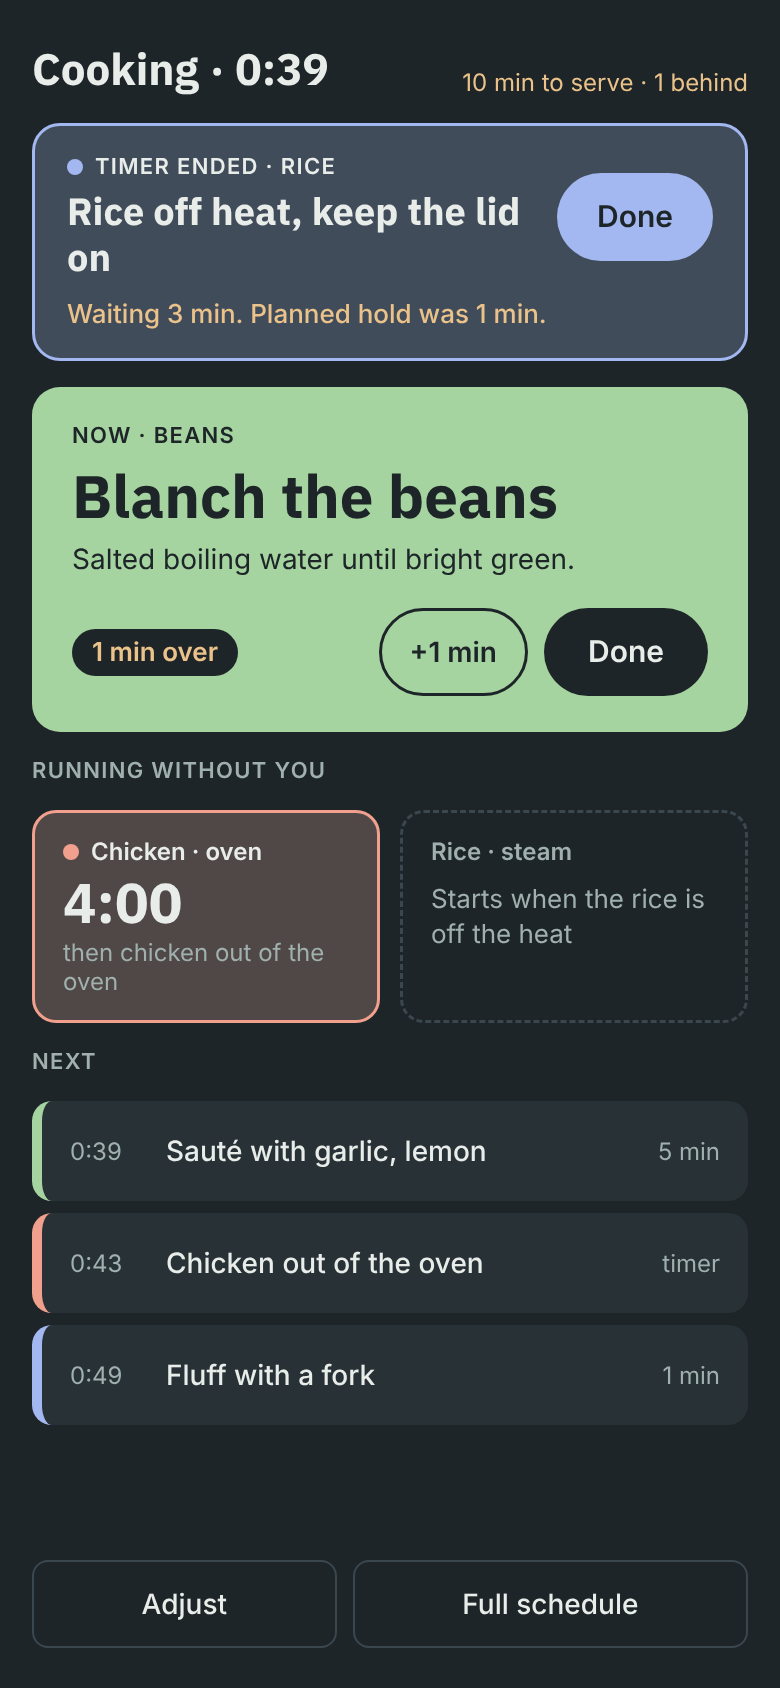 Cooking · 0:39
10 min to serve · 1 behind
TIMER ENDED · RICE
Rice off heat, keep the lid
on
Done
Waiting 3 min. Planned hold was 1 min.
NOW · BEANS
Blanch the beans
Salted boiling water until bright green.
1 min over
+1 min
Done
RUNNING WITHOUT YOU
Chicken · oven
4:00
then chicken out of the
oven
Rice · steam
Starts when the rice is
off the heat
NEXT
0:39 Sauté with garlic, lemon 5 min
0:43 Chicken out of the oven timer
0:49 Fluff with a fork 1 min
Adjust
Full schedule